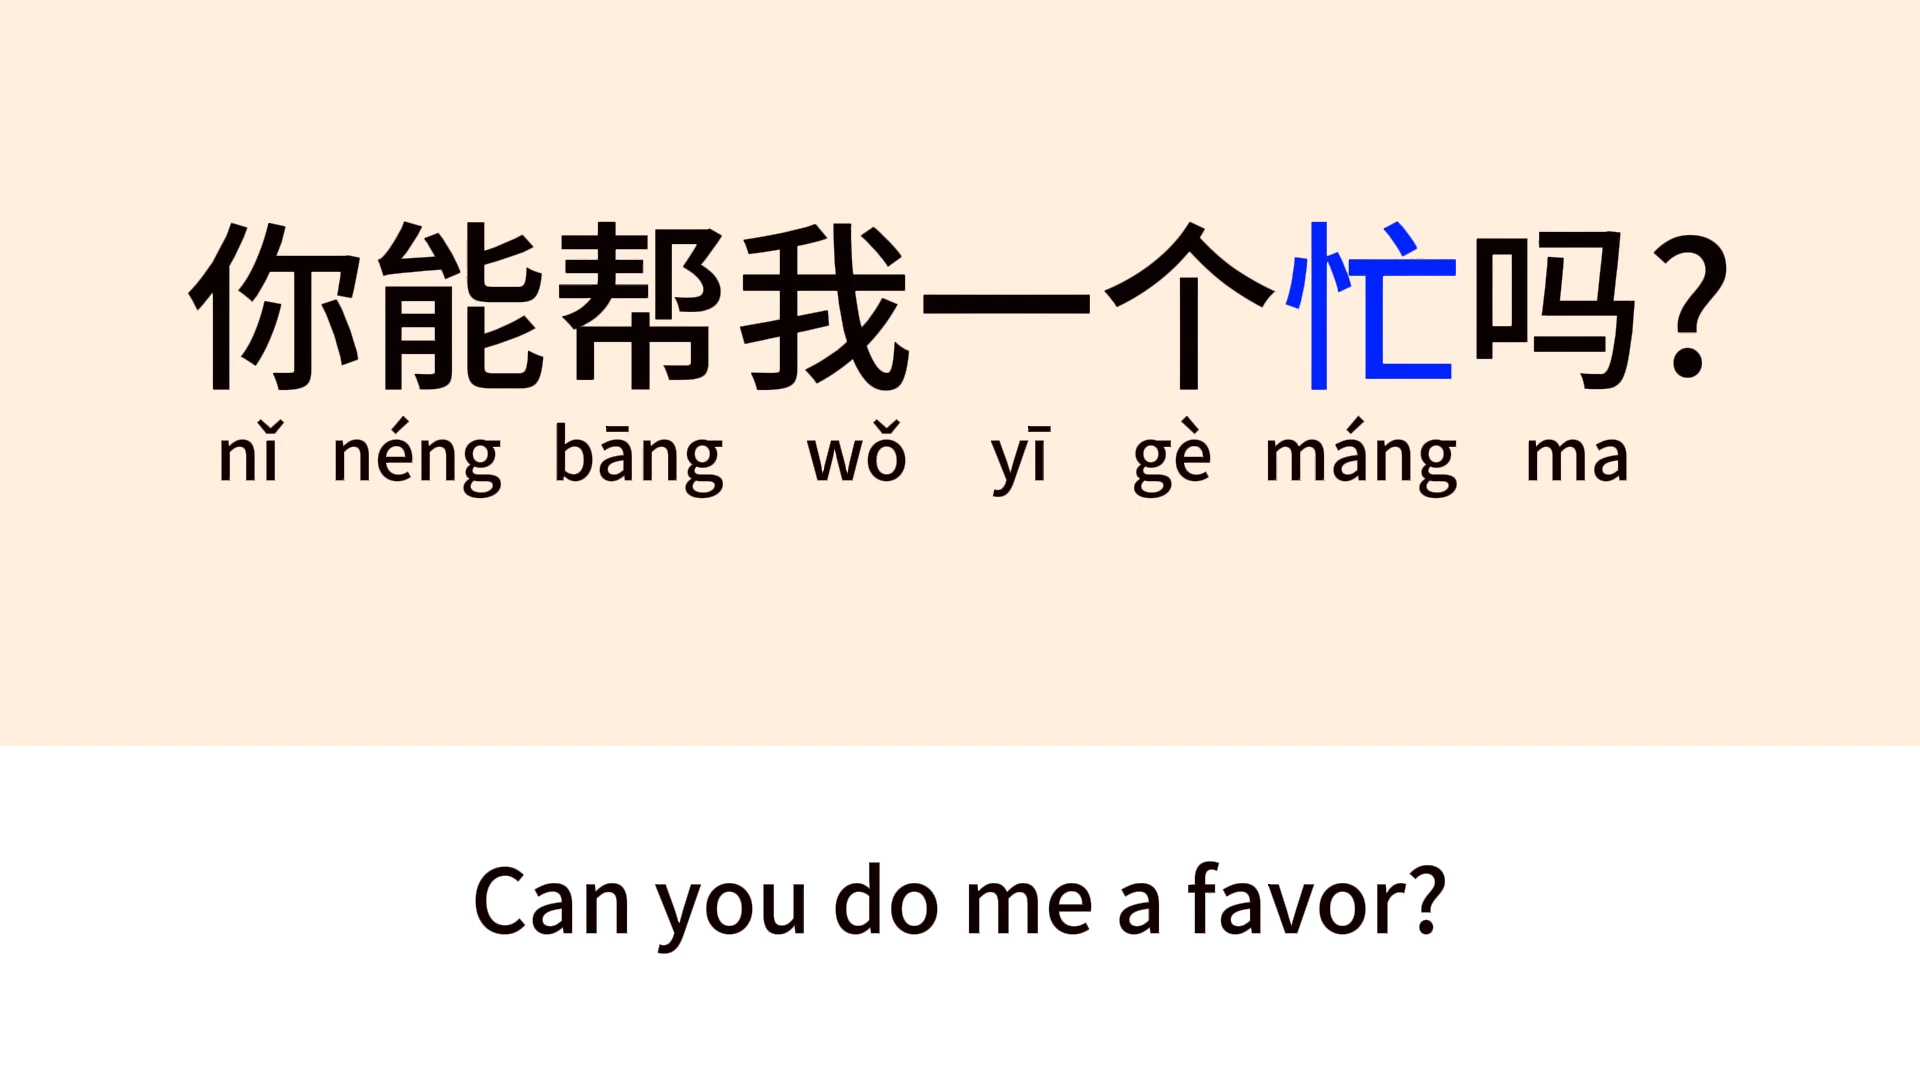 你能帮我一个忙吗?
nǐ néng bāng wǒ yī gè máng ma
Can you do me a favor?